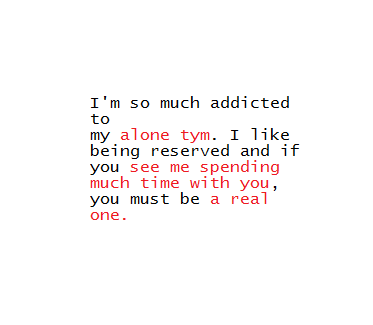 I'm so much addicted
to
my alone tym. I like
being reserved and if
you see me spending
much time with you,
you must be a real
one.